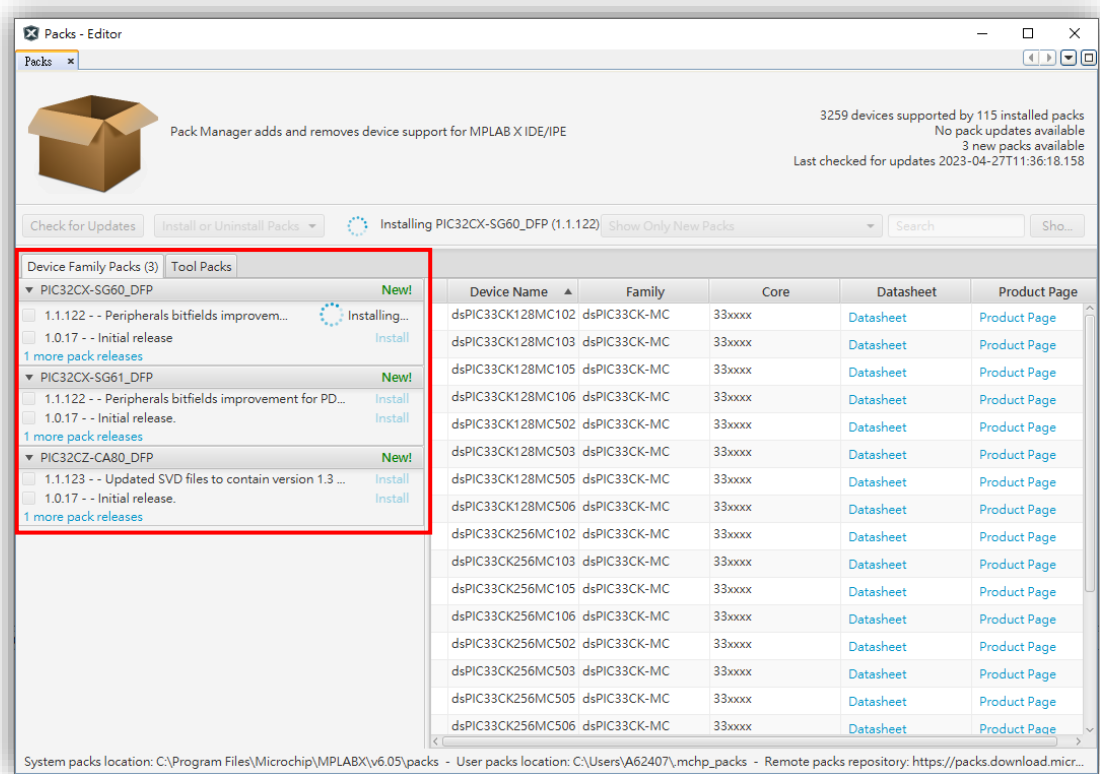 Packs - Editor
Packs
Pack Manager adds and removes device support for MPLAB X IDE/IPE
3259 devices supported by 115 installed packs
No pack updates available
3 new packs available
Last checked for updates 2023-04-27T11:36:18.158
Check for Updates Install or Uninstall Packs Installing PIC32CX-SG60_DFP (1.1.122) Show Only New Packs Search Sho...
Device Family Packs (3) Tool Packs
PIC32CX-SG60_DFP New!
1.1.122 - - Peripherals bitfields improvem... Installing...
1.0.17 - - Initial release Install
1 more pack releases
PIC32CX-SG61_DFP New!
1.1.122 - - Peripherals bitfields improvement for PD... Install
1.0.17 - - Initial release. Install
1 more pack releases
PIC32CZ-CA80_DFP New!
1.1.123 - - Updated SVD files to contain version 1.3 ... Install
1.0.17 - - Initial release. Install
1 more pack releases
Device Name Family Core Datasheet Product Page
dsPIC33CK128MC102 dsPIC33CK-MC 33xxxx Datasheet Product Page
dsPIC33CK128MC103 dsPIC33CK-MC 33xxxx Datasheet Product Page
dsPIC33CK128MC105 dsPIC33CK-MC 33xxxx Datasheet Product Page
dsPIC33CK128MC106 dsPIC33CK-MC 33xxxx Datasheet Product Page
dsPIC33CK128MC502 dsPIC33CK-MC 33xxxx Datasheet Product Page
dsPIC33CK128MC503 dsPIC33CK-MC 33xxxx Datasheet Product Page
dsPIC33CK128MC505 dsPIC33CK-MC 33xxxx Datasheet Product Page
dsPIC33CK128MC506 dsPIC33CK-MC 33xxxx Datasheet Product Page
dsPIC33CK256MC102 dsPIC33CK-MC 33xxxx Datasheet Product Page
dsPIC33CK256MC103 dsPIC33CK-MC 33xxxx Datasheet Product Page
dsPIC33CK256MC105 dsPIC33CK-MC 33xxxx Datasheet Product Page
dsPIC33CK256MC106 dsPIC33CK-MC 33xxxx Datasheet Product Page
dsPIC33CK256MC502 dsPIC33CK-MC 33xxxx Datasheet Product Page
dsPIC33CK256MC503 dsPIC33CK-MC 33xxxx Datasheet Product Page
dsPIC33CK256MC505 dsPIC33CK-MC 33xxxx Datasheet Product Page
dsPIC33CK256MC506 dsPIC33CK-MC 33xxxx Datasheet Product Page
System packs location: C:\Program Files\Microchip\MPLABX\v6.05\packs - User packs location: C:\Users\A62407\.mchp_packs - Remote packs repository: https://packs.download.micr...